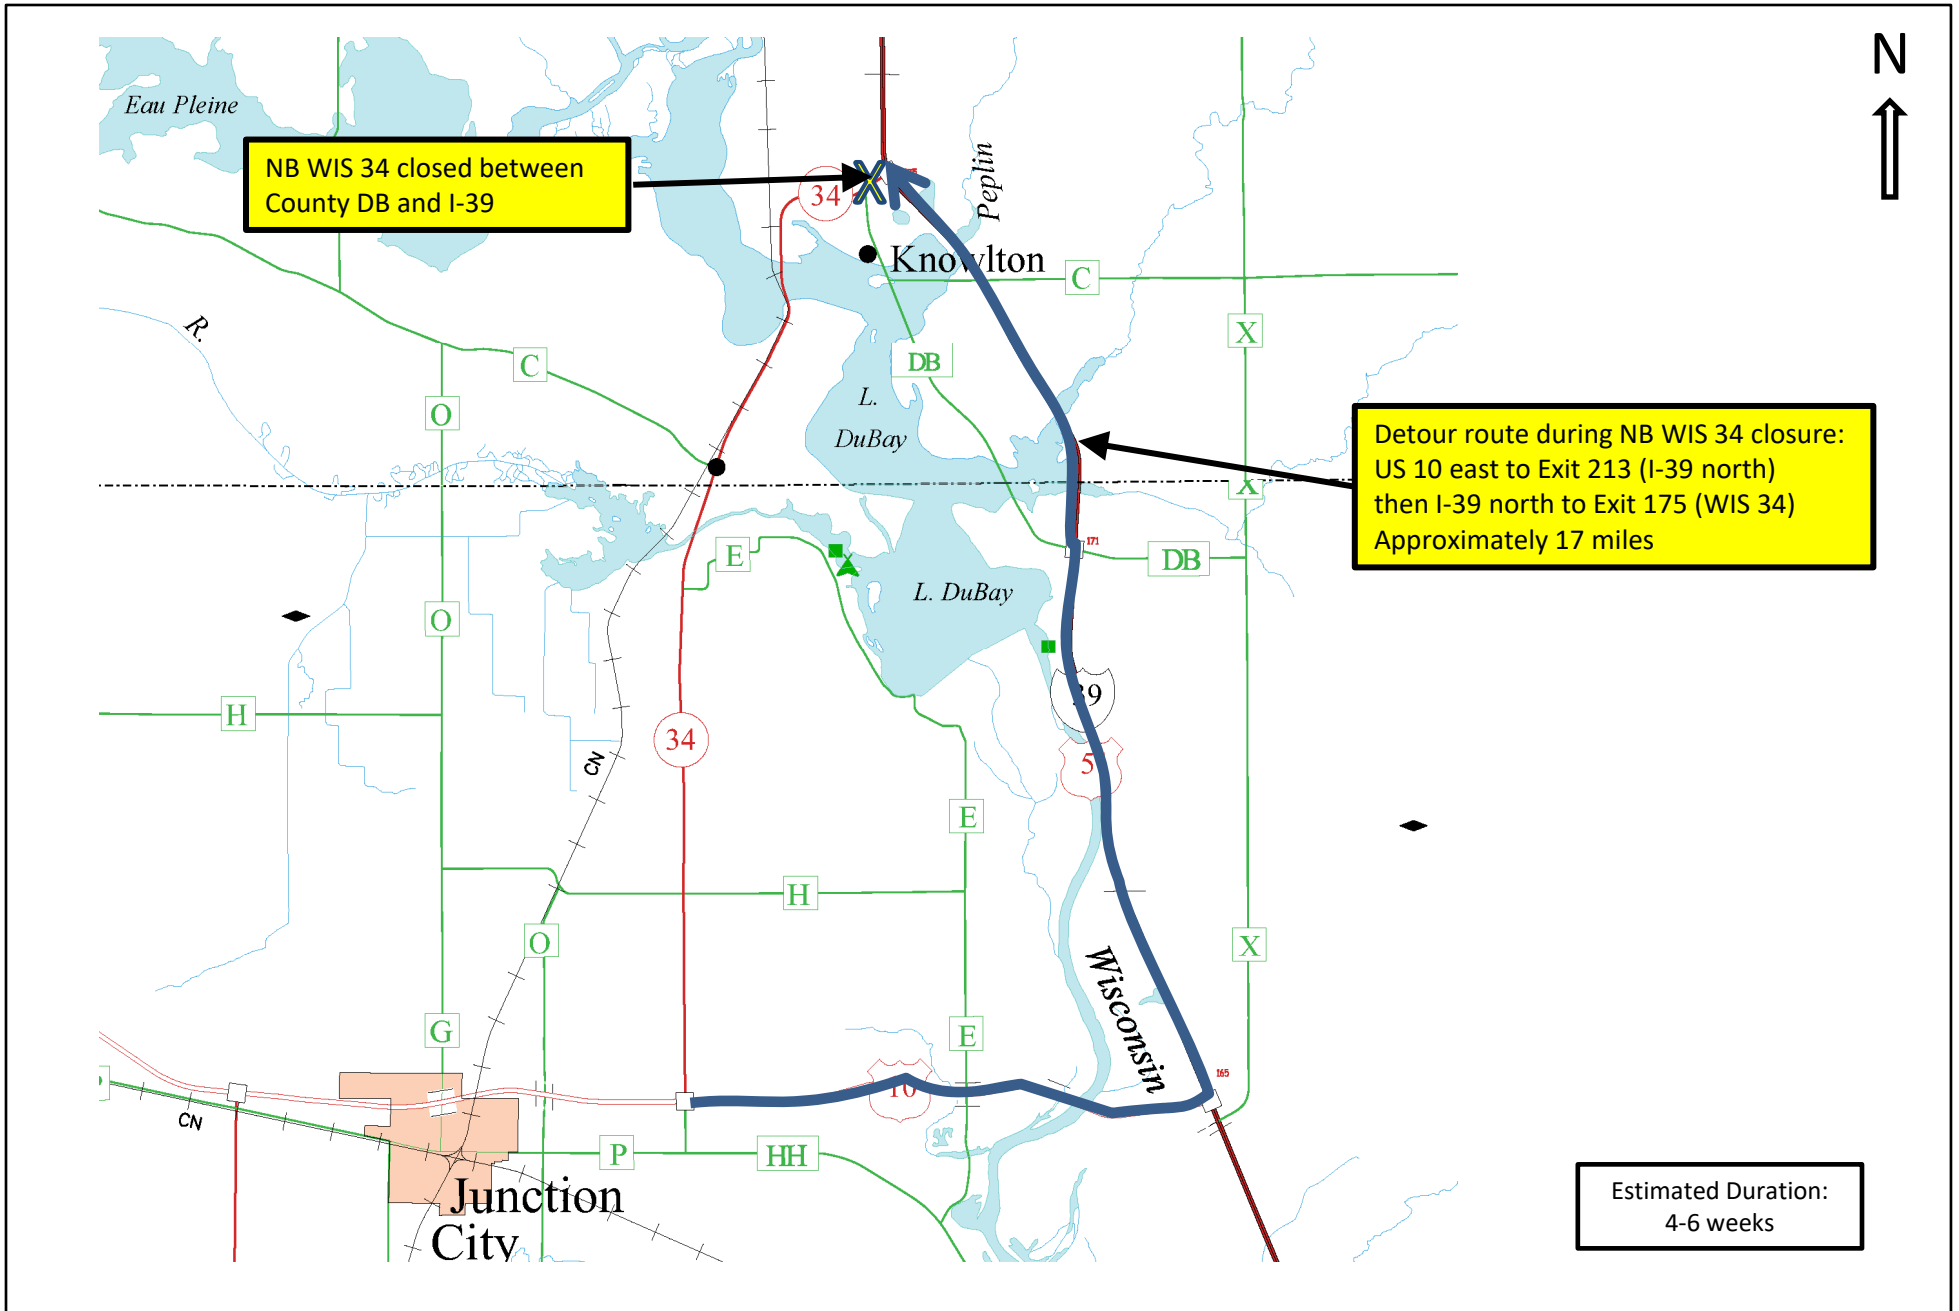 N
Eau Pleine
NB WIS 34 closed between
County DB and I-39
34
Peplin
Knowlton
C
R.
X
C
DB
O
L.
DuBay
Detour route during NB WIS 34 closure:
US 10 east to Exit 213 (I-39 north)
then I-39 north to Exit 175 (WIS 34)
Approximately 17 miles
X
171
E
DB
L. DuBay
O
39
H
34
CN
5
E
H
O
X
Wisconsin
G
E
165
10
CN
P
HH
Junction
City
Estimated Duration:
4-6 weeks